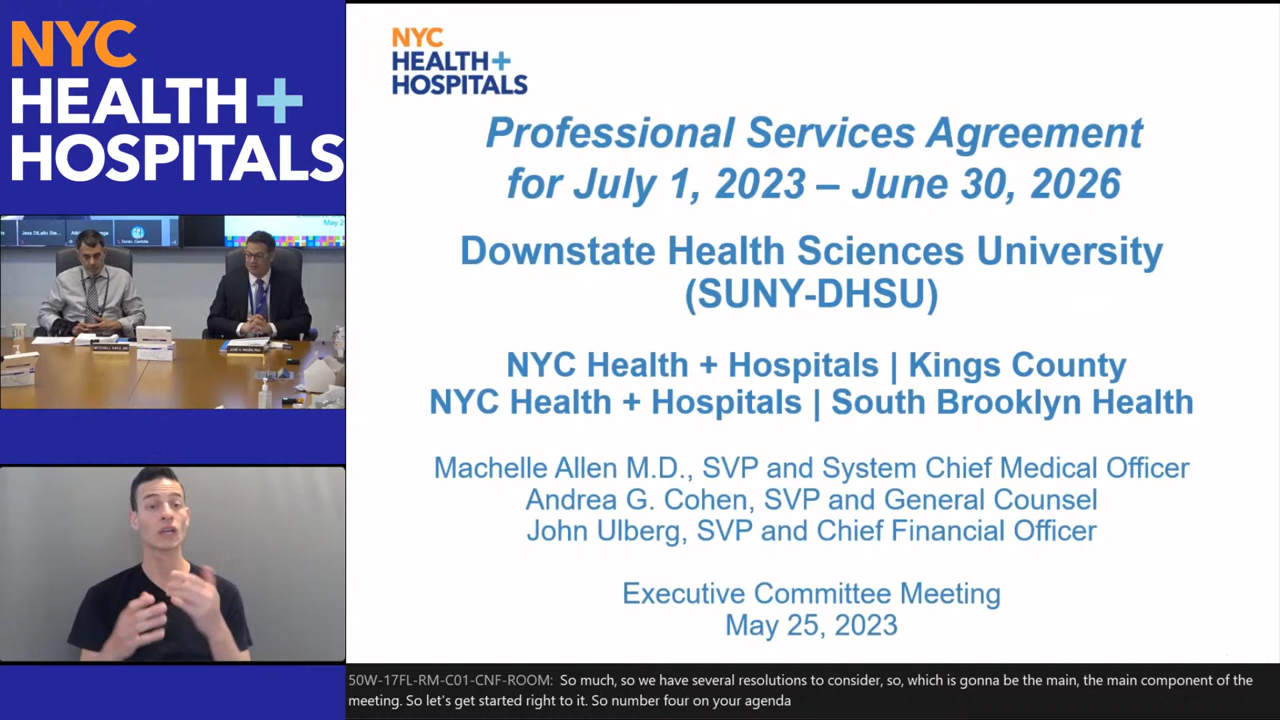 NYC
HEALTH+
HOSPITALS
NYC
HEALTH+
HOSPITALS
Professional Services Agreement
for July 1, 2023 – June 30, 2026
Downstate Health Sciences University
(SUNY-DHSU)
NYC Health + Hospitals | Kings County
NYC Health + Hospitals | South Brooklyn Health
Machelle Allen M.D., SVP and System Chief Medical Officer
Andrea G. Cohen, SVP and General Counsel
John Ulberg, SVP and Chief Financial Officer
Executive Committee Meeting
May 25, 2023
50W-17FL-RM-C01-CNF-ROOM: So much, so we have several resolutions to consider, so, which is gonna be the main, the main component of the
meeting. So let's get started right to it. So number four on your agenda